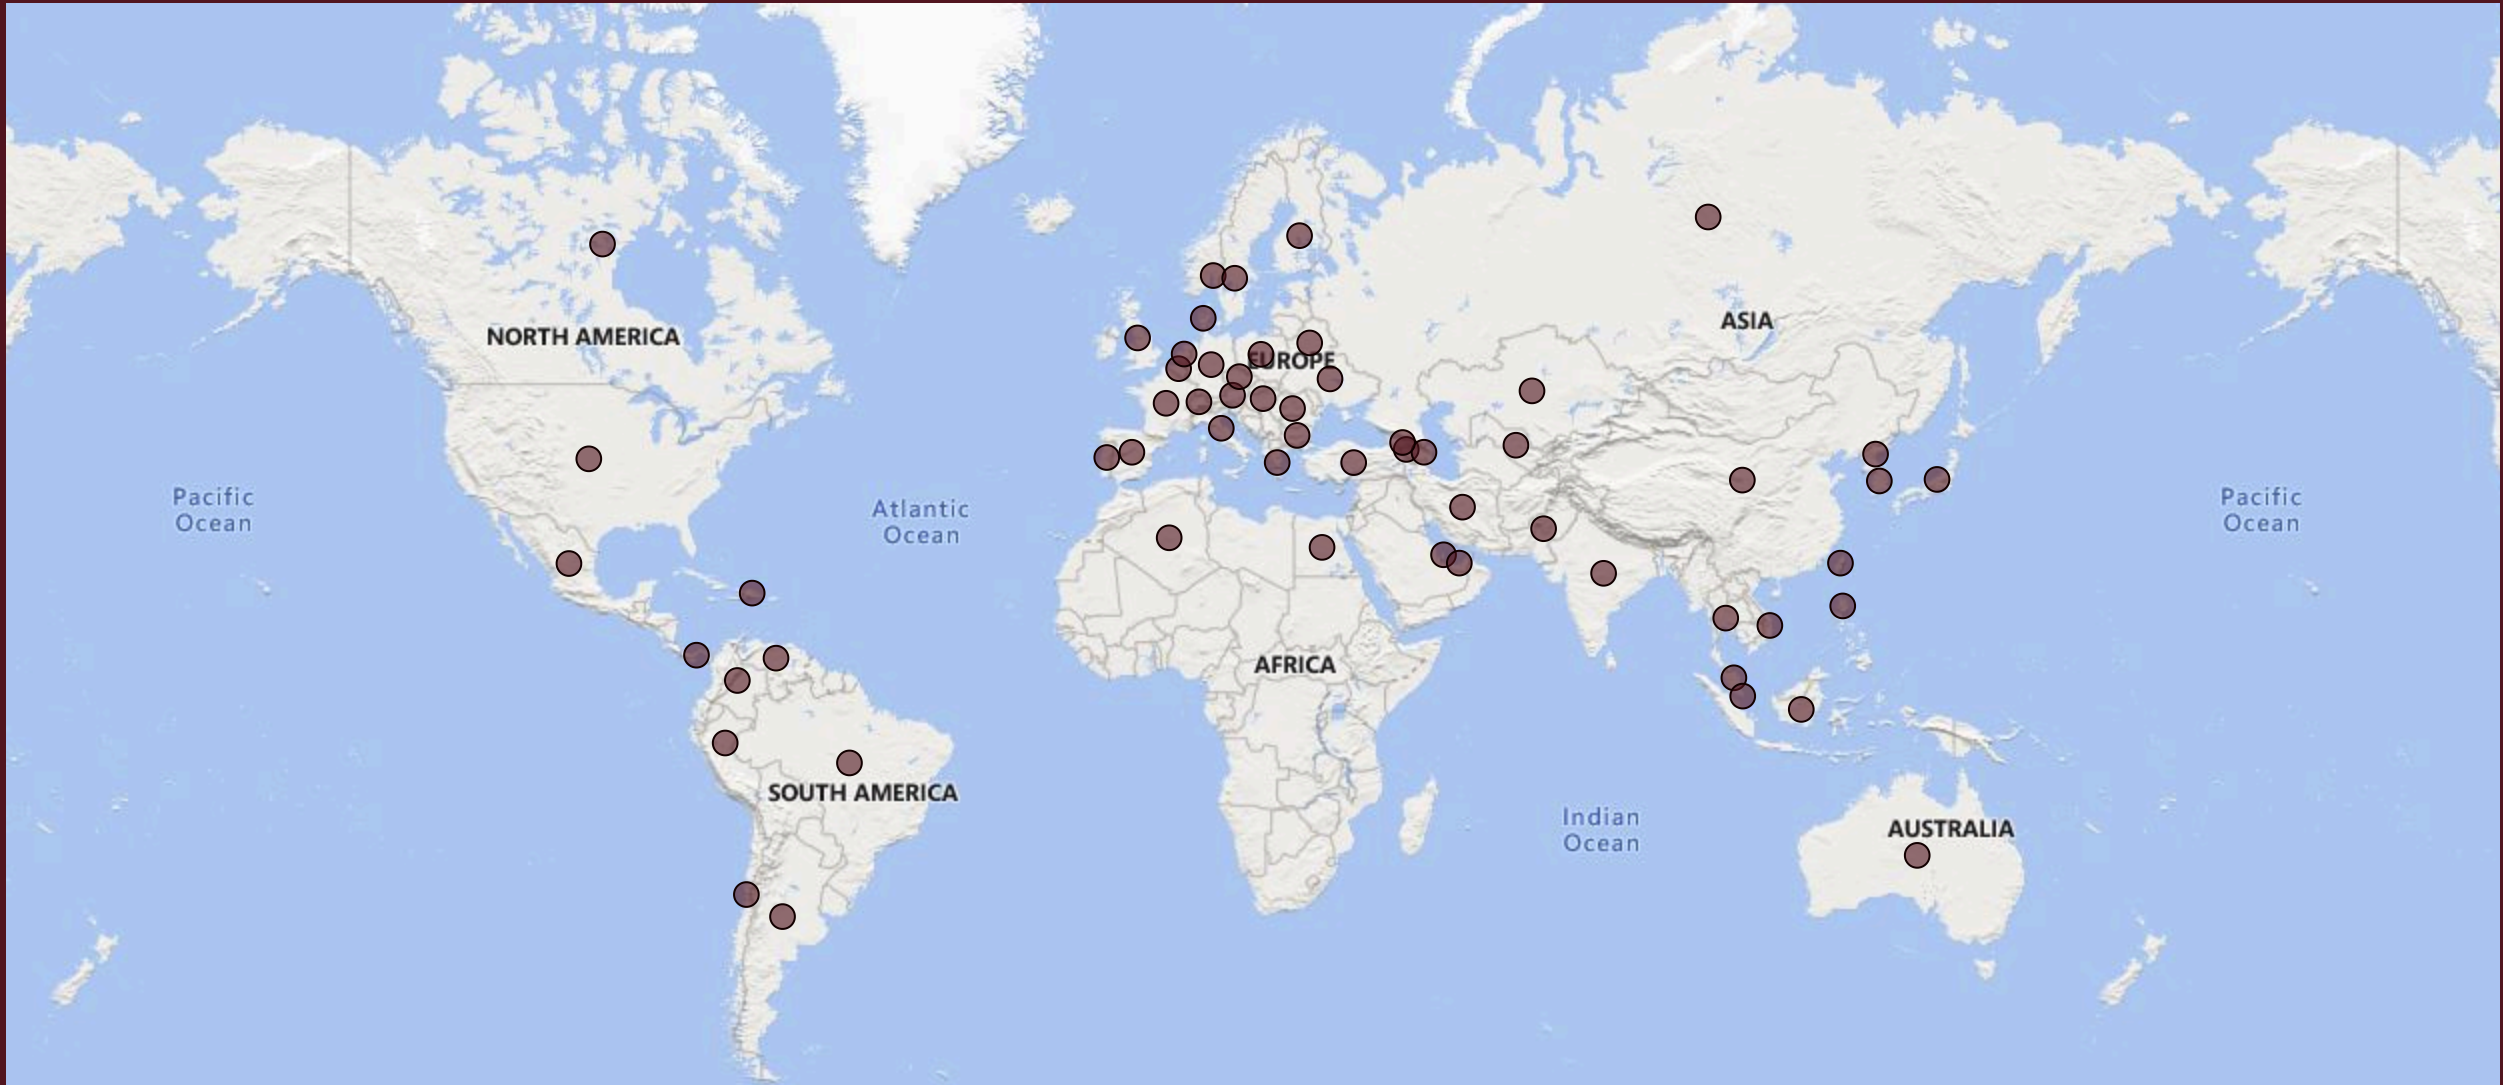 ASIA
NORTH AMERICA
EUROPE
Pacific
Ocean
Atlantic
Ocean
Pacific
Ocean
AFRICA
SOUTH AMERICA
Indian
Ocean
AUSTRALIA